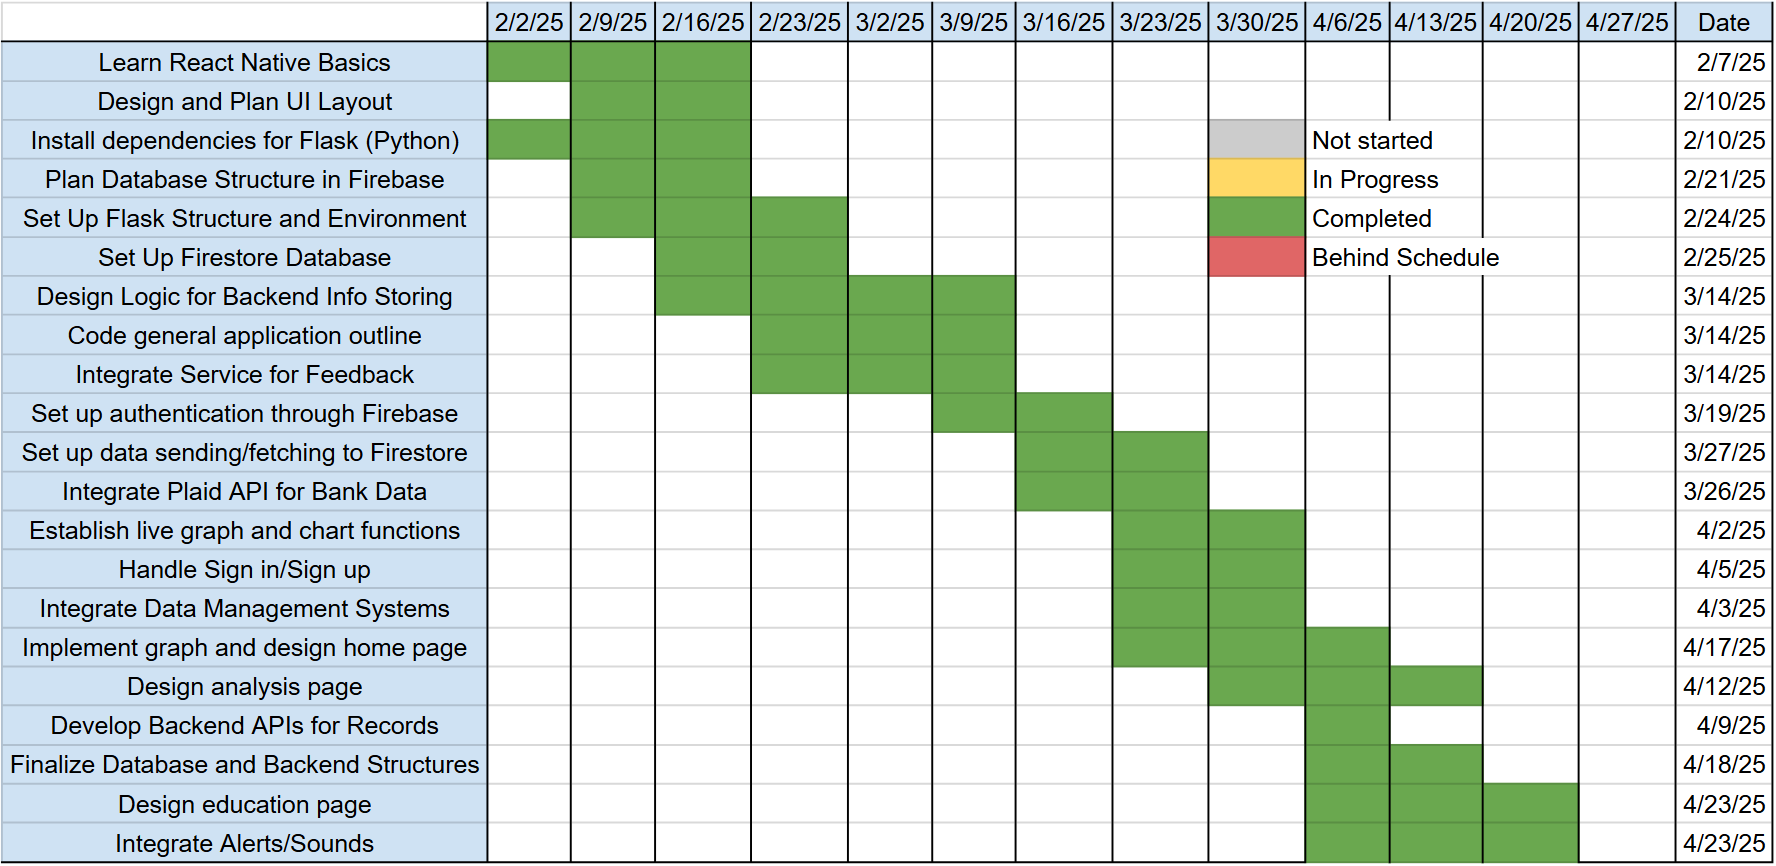 2/2/25 2/9/25 2/16/25 2/23/25 3/2/25 3/9/25 3/16/25 3/23/25 3/30/25 4/6/25 4/13/25 4/20/25 4/27/25 Date
Learn React Native Basics 2/7/25
Design and Plan UI Layout 2/10/25
Install dependencies for Flask (Python) Not started 2/10/25
Plan Database Structure in Firebase In Progress 2/21/25
Set Up Flask Structure and Environment Completed 2/24/25
Set Up Firestore Database Behind Schedule 2/25/25
Design Logic for Backend Info Storing 3/14/25
Code general application outline 3/14/25
Integrate Service for Feedback 3/14/25
Set up authentication through Firebase 3/19/25
Set up data sending/fetching to Firestore 3/27/25
Integrate Plaid API for Bank Data 3/26/25
Establish live graph and chart functions 4/2/25
Handle Sign in/Sign up 4/5/25
Integrate Data Management Systems 4/3/25
Implement graph and design home page 4/17/25
Design analysis page 4/12/25
Develop Backend APIs for Records 4/9/25
Finalize Database and Backend Structures 4/18/25
Design education page 4/23/25
Integrate Alerts/Sounds 4/23/25